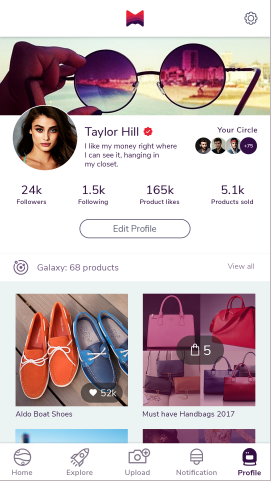 Taylor Hill
I like my money right where
I can see it, hanging in
my closet.
Your Circle
+75
24k
Followers
1.5k
Following
165k
Product likes
5.1k
Products sold
Edit Profile
Galaxy: 68 products
View all
52k
5
Aldo Boat Shoes
Must have Handbags 2017
Home
Explore
Upload
Notification
Profile